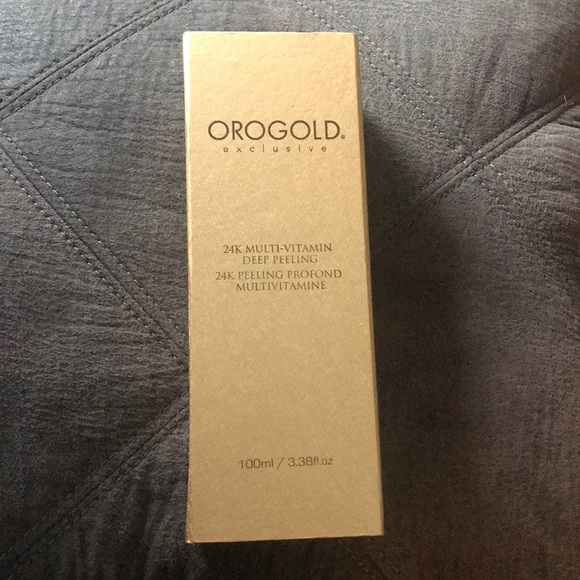 OROGOLD®
exclusive
24K MULTI-VITAMIN
DEEP PEELING
24K PEELING PROFOND
MULTIVITAMINE
100ml / 3.38fl.oz